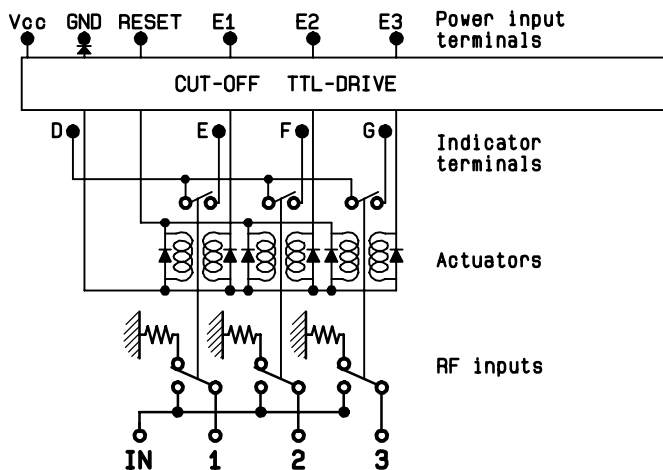 Vcc GND RESET E1 E2 E3 Power input
terminals
CUT-OFF TTL-DRIVE
D E F G Indicator
terminals
Actuators
RF inputs
IN 1 2 3